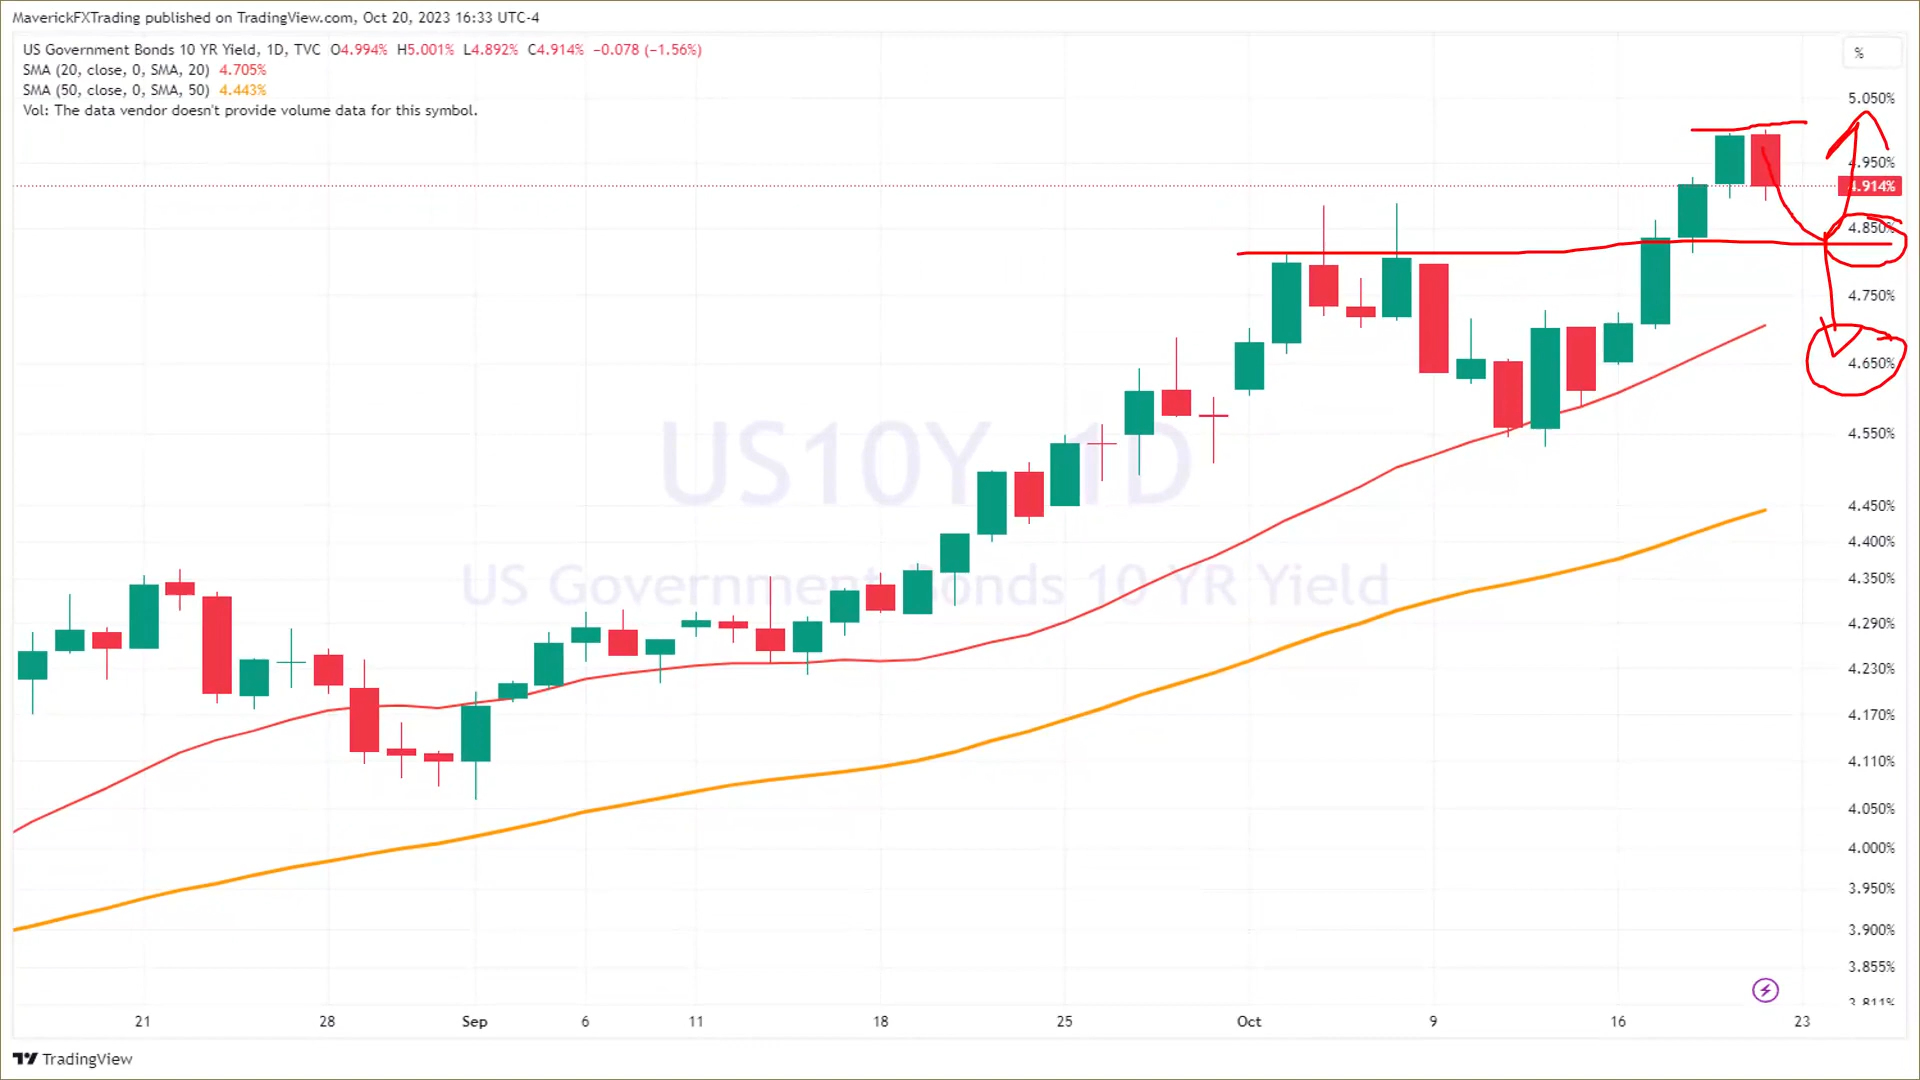 MaverickFXTrading published on TradingView.com, Oct 20, 2023 16:33 UTC-4
US Government Bonds 10 YR Yield, 1D, TVC O4.994% H5.001% L4.892% C4.914% −0.078 (−1.56%)
SMA (20, close, 0, SMA, 20) 4.705%
SMA (50, close, 0, SMA, 50) 4.443%
Vol: The data vendor doesn't provide volume data for this symbol.
%
5.050%
4.950%
4.914%
4.850%
4.750%
4.650%
4.550%
4.450%
4.400%
4.350%
4.290%
4.230%
4.170%
4.110%
4.050%
4.000%
3.950%
3.900%
3.855%
3.811%
US10Y, 1D
US Government Bonds 10 YR Yield
21 28 Sep 6 11 18 25 Oct 9 16 23
TradingView